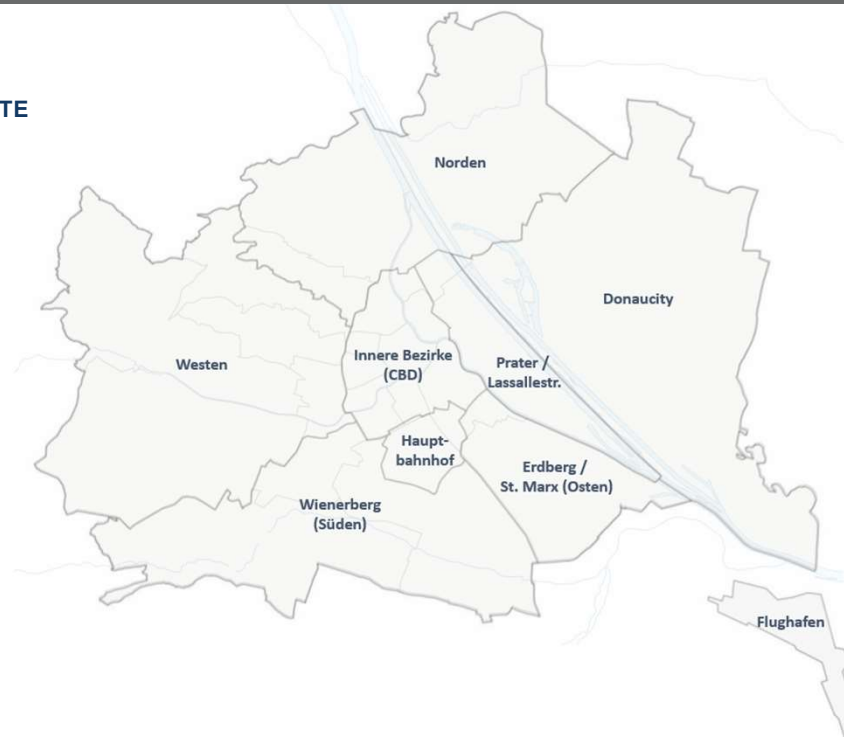 TE
Norden
Donaucity
Westen
Innere Bezirke
(CBD)
Prater /
Lassallestr.
Haupt-
bahnhof
Erdberg /
St. Marx (Osten)
Wienerberg
(Süden)
Flughafen